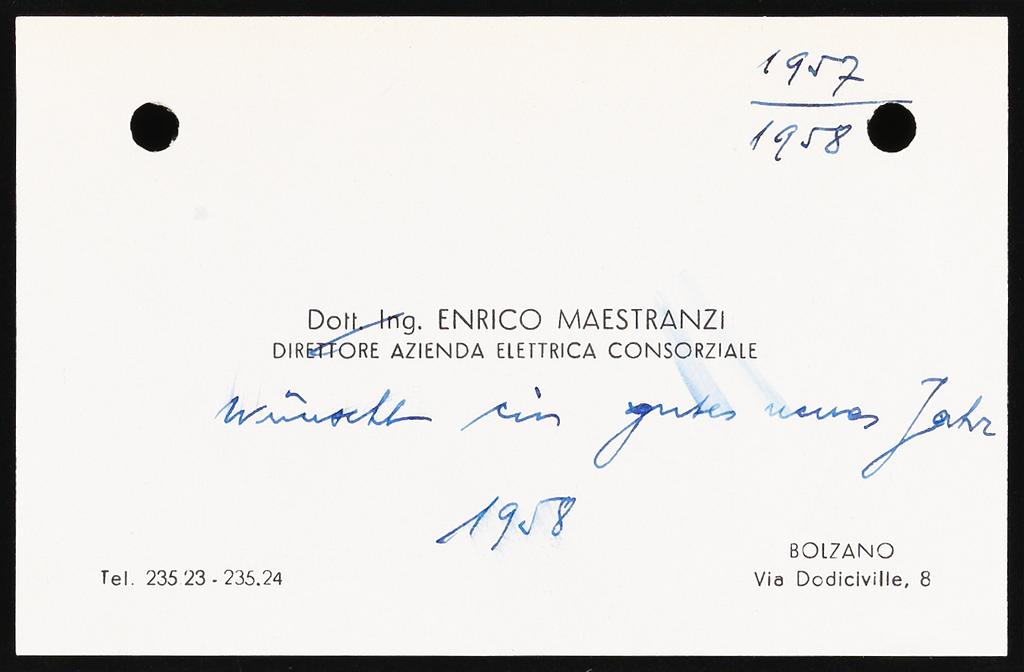 1957
1958
Dott. Ing. ENRICO MAESTRANZI
DIRETTORE AZIENDA ELETTRICA CONSORZIALE
wünscht ein gutes neues Jahr
1958
BOLZANO
Tel. 235 23 - 235.24
Via Dodiciville, 8